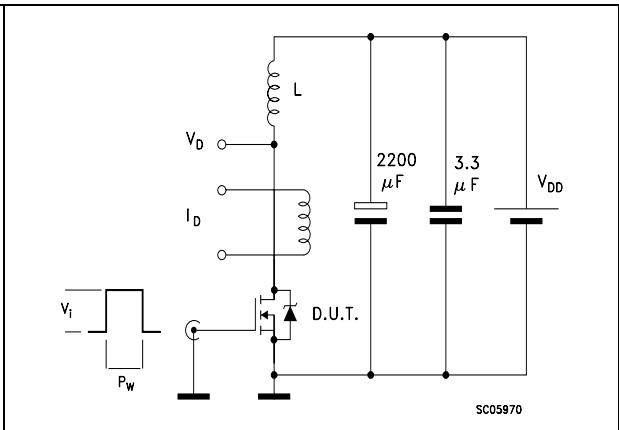 L
V_D
2200
μF
3.3
μF
V_DD
I_D
V_i
D.U.T.
P_W
SC05970